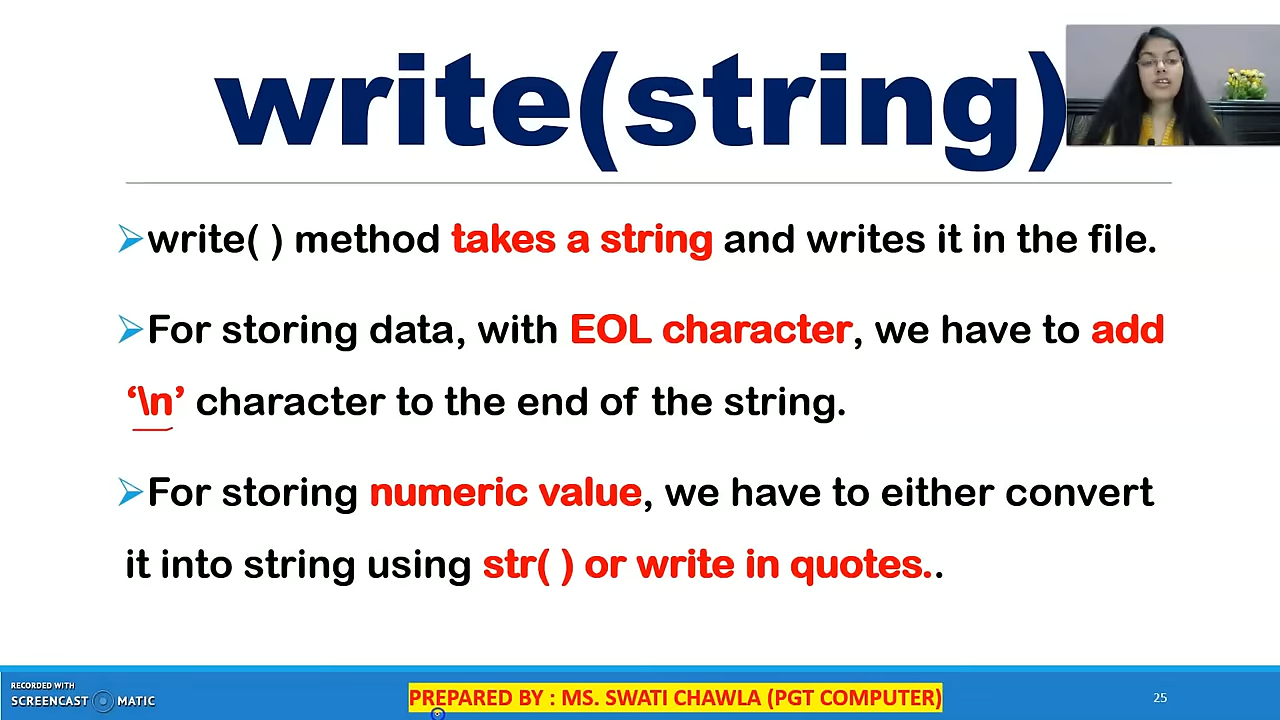 write(string)
write( ) method takes a string and writes it in the file.
For storing data, with EOL character, we have to add
‘\n’ character to the end of the string.
For storing numeric value, we have to either convert
it into string using str( ) or write in quotes..
RECORDED WITH
SCREENCAST MATIC
PREPARED BY : MS. SWATI CHAWLA (PGT COMPUTER)
25